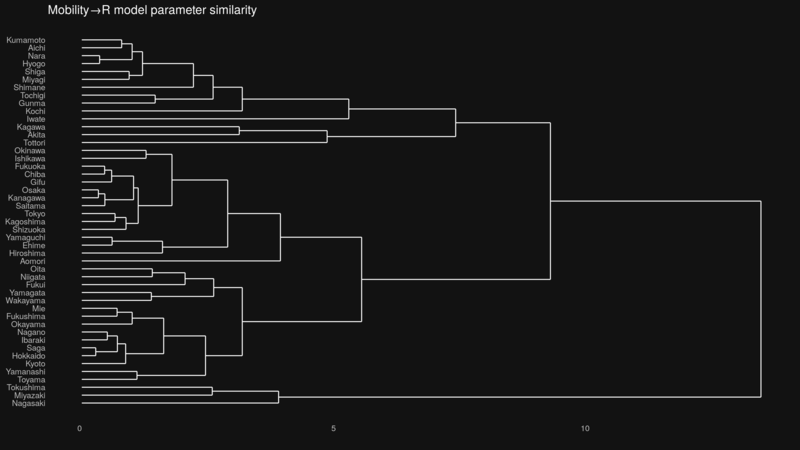 Mobility→R model parameter similarity
Kumamoto
Aichi
Nara
Hyogo
Shiga
Miyagi
Shimane
Tochigi
Gunma
Kochi
Iwate
Kagawa
Akita
Tottori
Okinawa
Ishikawa
Fukuoka
Chiba
Gifu
Osaka
Kanagawa
Saitama
Tokyo
Kagoshima
Shizuoka
Yamaguchi
Ehime
Hiroshima
Aomori
Oita
Niigata
Fukui
Yamagata
Wakayama
Mie
Fukushima
Okayama
Nagano
Ibaraki
Saga
Hokkaido
Kyoto
Yamanashi
Toyama
Tokushima
Miyazaki
Nagasaki
0 5 10